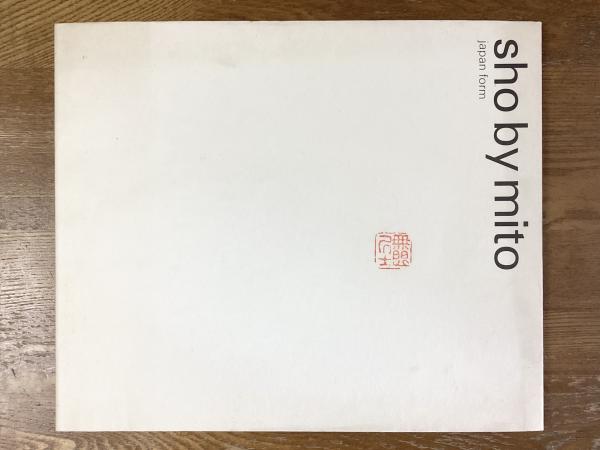 sho by mito
japan form